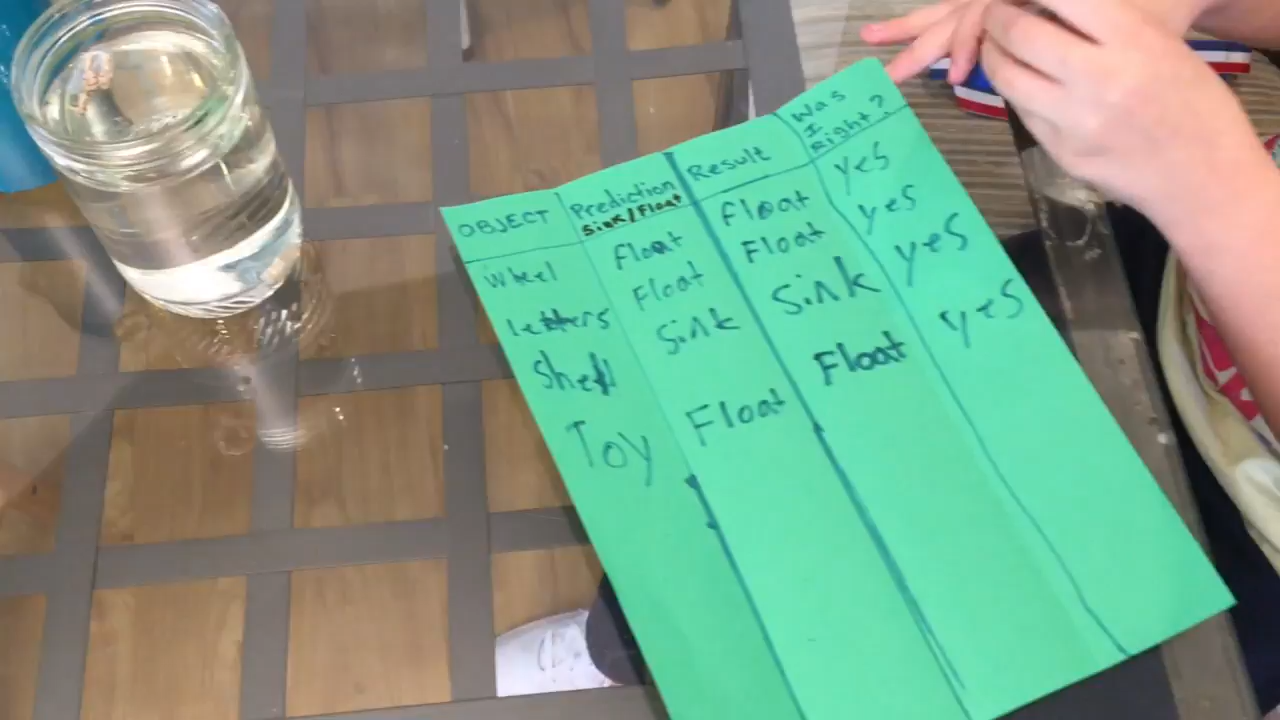 OBJECT Prediction Sink/Float Result Was I Right?
Wheel Float Float yes
letters Float Float yes
Shell Sink Sink yes
Toy Float Float yes